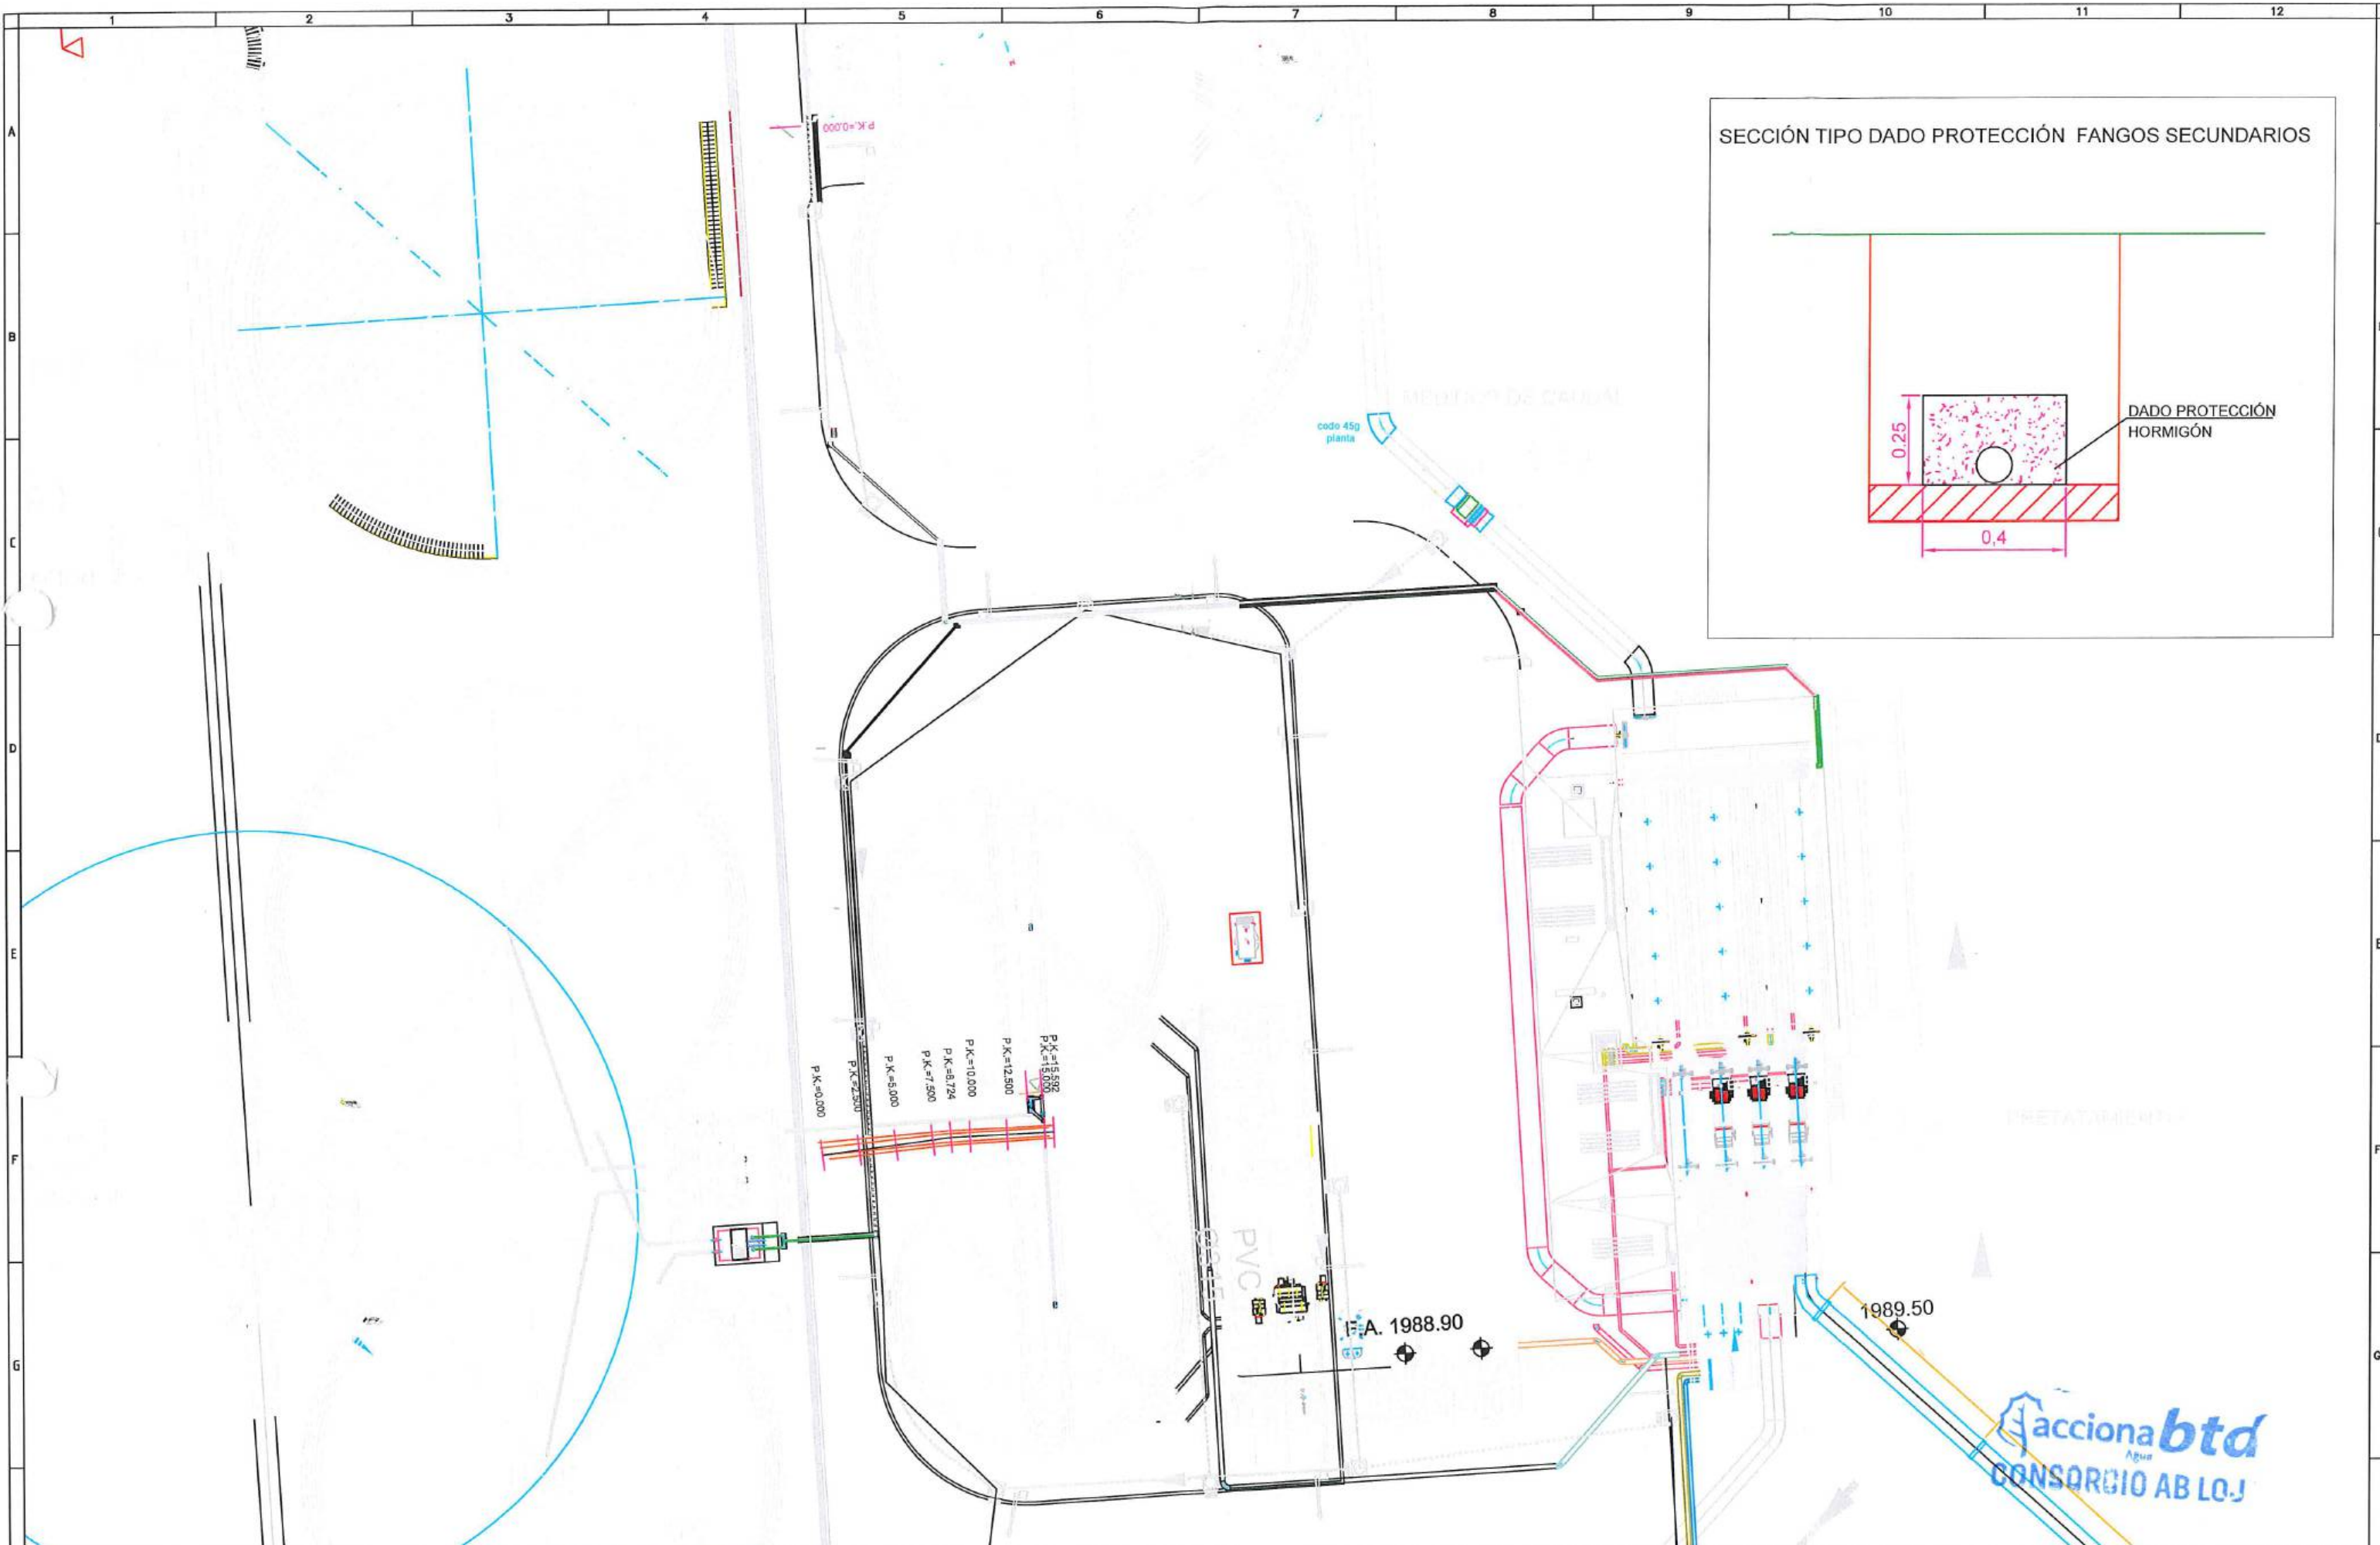 1 2 3 4 5 6 7 8 9 10 11 12
A
B
C
D
E
F
G
P.K.=0.000
SECCIÓN TIPO DADO PROTECCIÓN FANGOS SECUNDARIOS
0.25
0,4
DADO PROTECCIÓN
HORMIGÓN
codo 45g
planta
P.K.=0.000
P.K.=2.500
P.K.=5.000
P.K.=7.500
P.K.=8.724
P.K.=10.000
P.K.=12.500
P.K.=15.000
P.K.=15.592
PVC
1988.90
1989.50
acciona btd
Agua
CONSORCIO AB LOJ